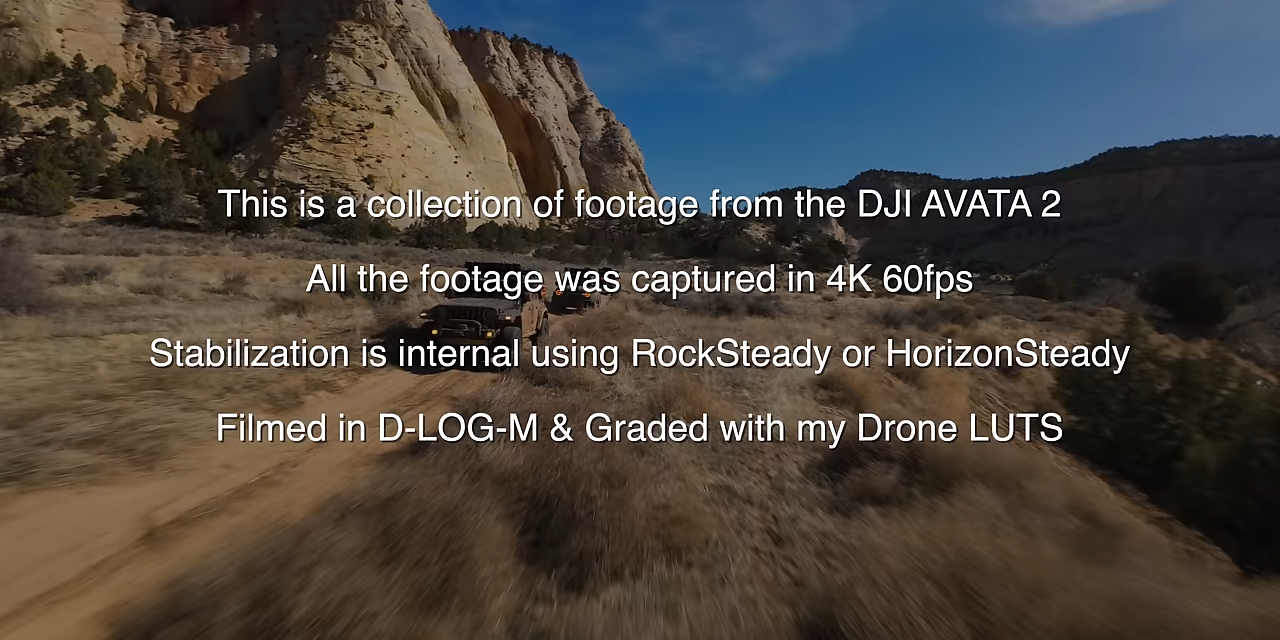 This is a collection of footage from the DJI AVATA 2
All the footage was captured in 4K 60fps
Stabilization is internal using RockSteady or HorizonSteady
Filmed in D-LOG-M & Graded with my Drone LUTS